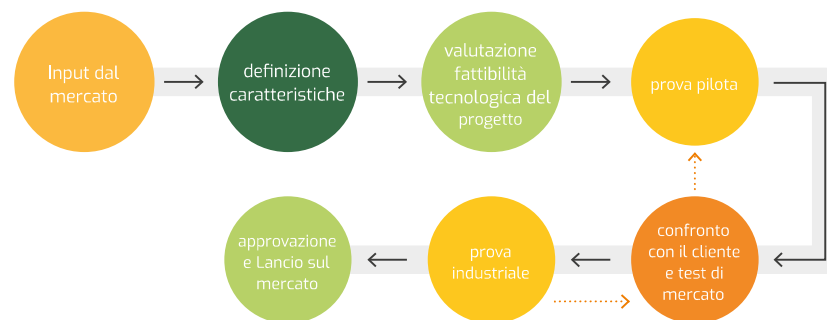 Input dal
mercato
definizione
caratteristiche
valutazione
fattibilità
tecnologica del
progetto
prova pilota
approvazione
e Lancio sul
mercato
prova
industriale
confronto
con il cliente
e test di
mercato